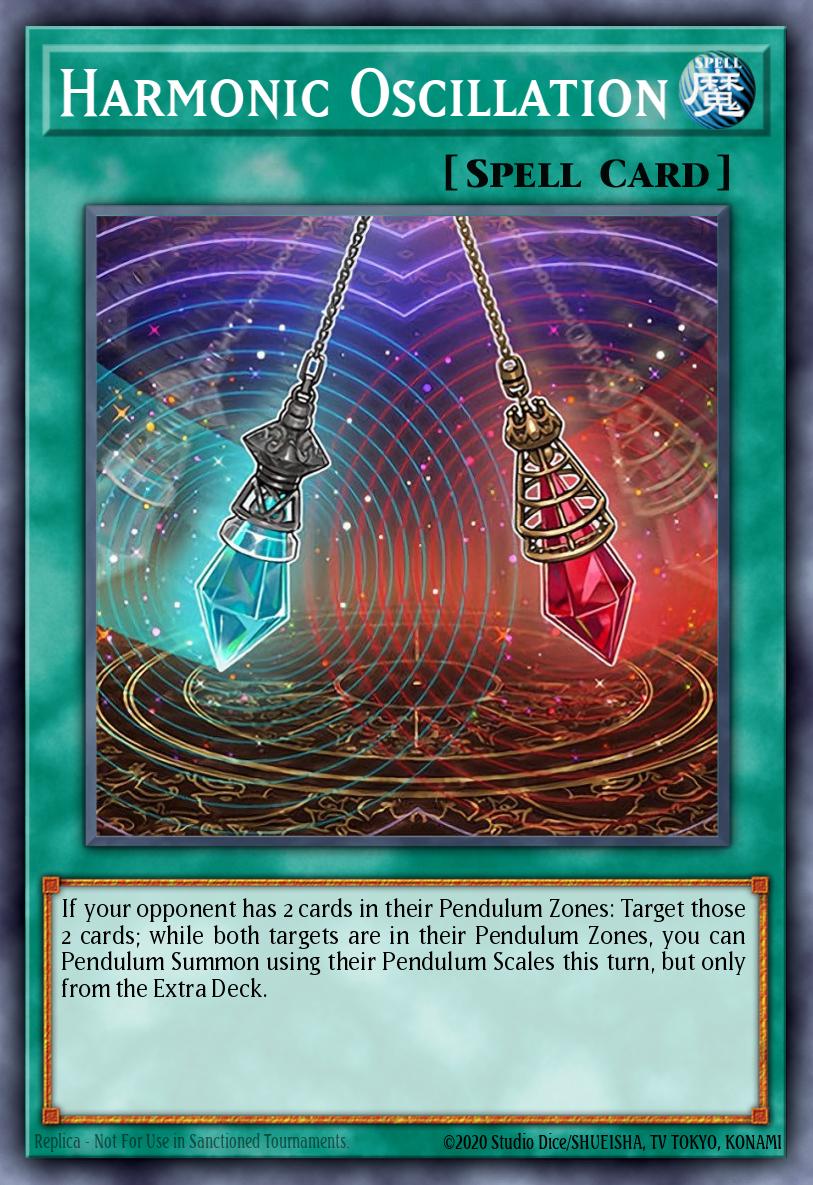 HARMONIC OSCILLATION
SPELL
魔
[SPELL CARD]
If your opponent has 2 cards in their Pendulum Zones: Target those
2 cards; while both targets are in their Pendulum Zones, you can
Pendulum Summon using their Pendulum Scales this turn, but only
from the Extra Deck.
Replica - Not For Use in Sanctioned Tournaments.
©2020 Studio Dice/SHUEISHA, TV TOKYO, KONAMI